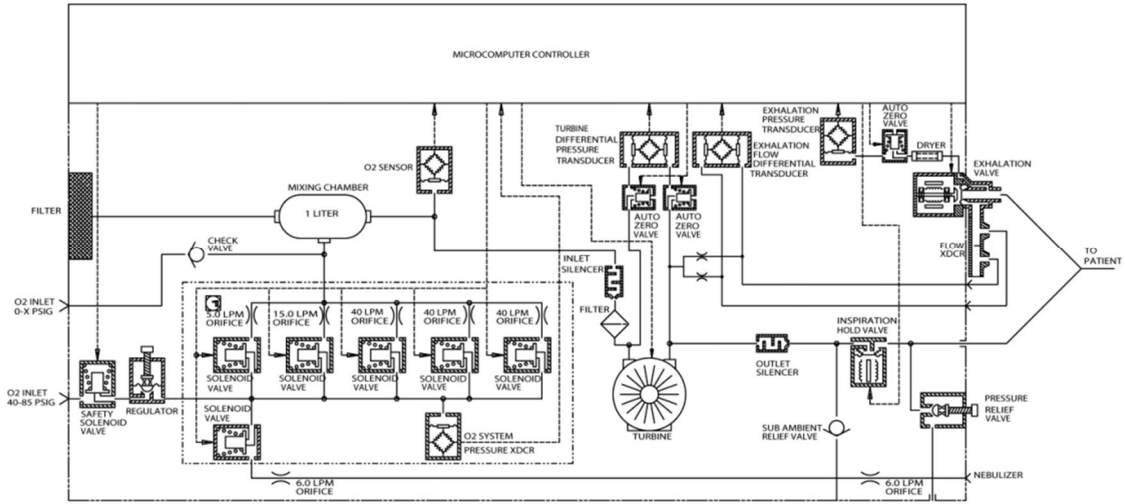 MICROCOMPUTER CONTROLLER
TURBINE
DIFFERENTIAL
PRESSURE
TRANSDUCER
EXHALATION
PRESSURE
TRANSDUCER
AUTO
ZERO
VALVE
EXHALATION
FLOW
DIFFERENTIAL
TRANSDUCER
DRYER
EXHALATION
VALVE
O2 SENSOR
MIXING CHAMBER
1 LITER
FILTER
AUTO
ZERO
VALVE
AUTO
ZERO
VALVE
CHECK
VALVE
FLOW
XDCR
TO
PATIENT
INLET
SILENCER
O2 INLET
0-X PSIG
5.0 LPM
ORIFICE
15.0 LPM
ORIFICE
40 LPM
ORIFICE
40 LPM
ORIFICE
40 LPM
ORIFICE
FILTER
INSPIRATION
HOLD VALVE
OUTLET
SILENCER
SOLENOID
VALVE
SOLENOID
VALVE
SOLENOID
VALVE
SOLENOID
VALVE
SOLENOID
VALVE
O2 INLET
40-85 PSIG
SAFETY
SOLENOID
VALVE
REGULATOR
SOLENOID
VALVE
O2 SYSTEM
PRESSURE XDCR
TURBINE
SUB AMBIENT
RELIEF VALVE
PRESSURE
RELIEF
VALVE
6.0 LPM
ORIFICE
6.0 LPM
ORIFICE
NEBULIZER